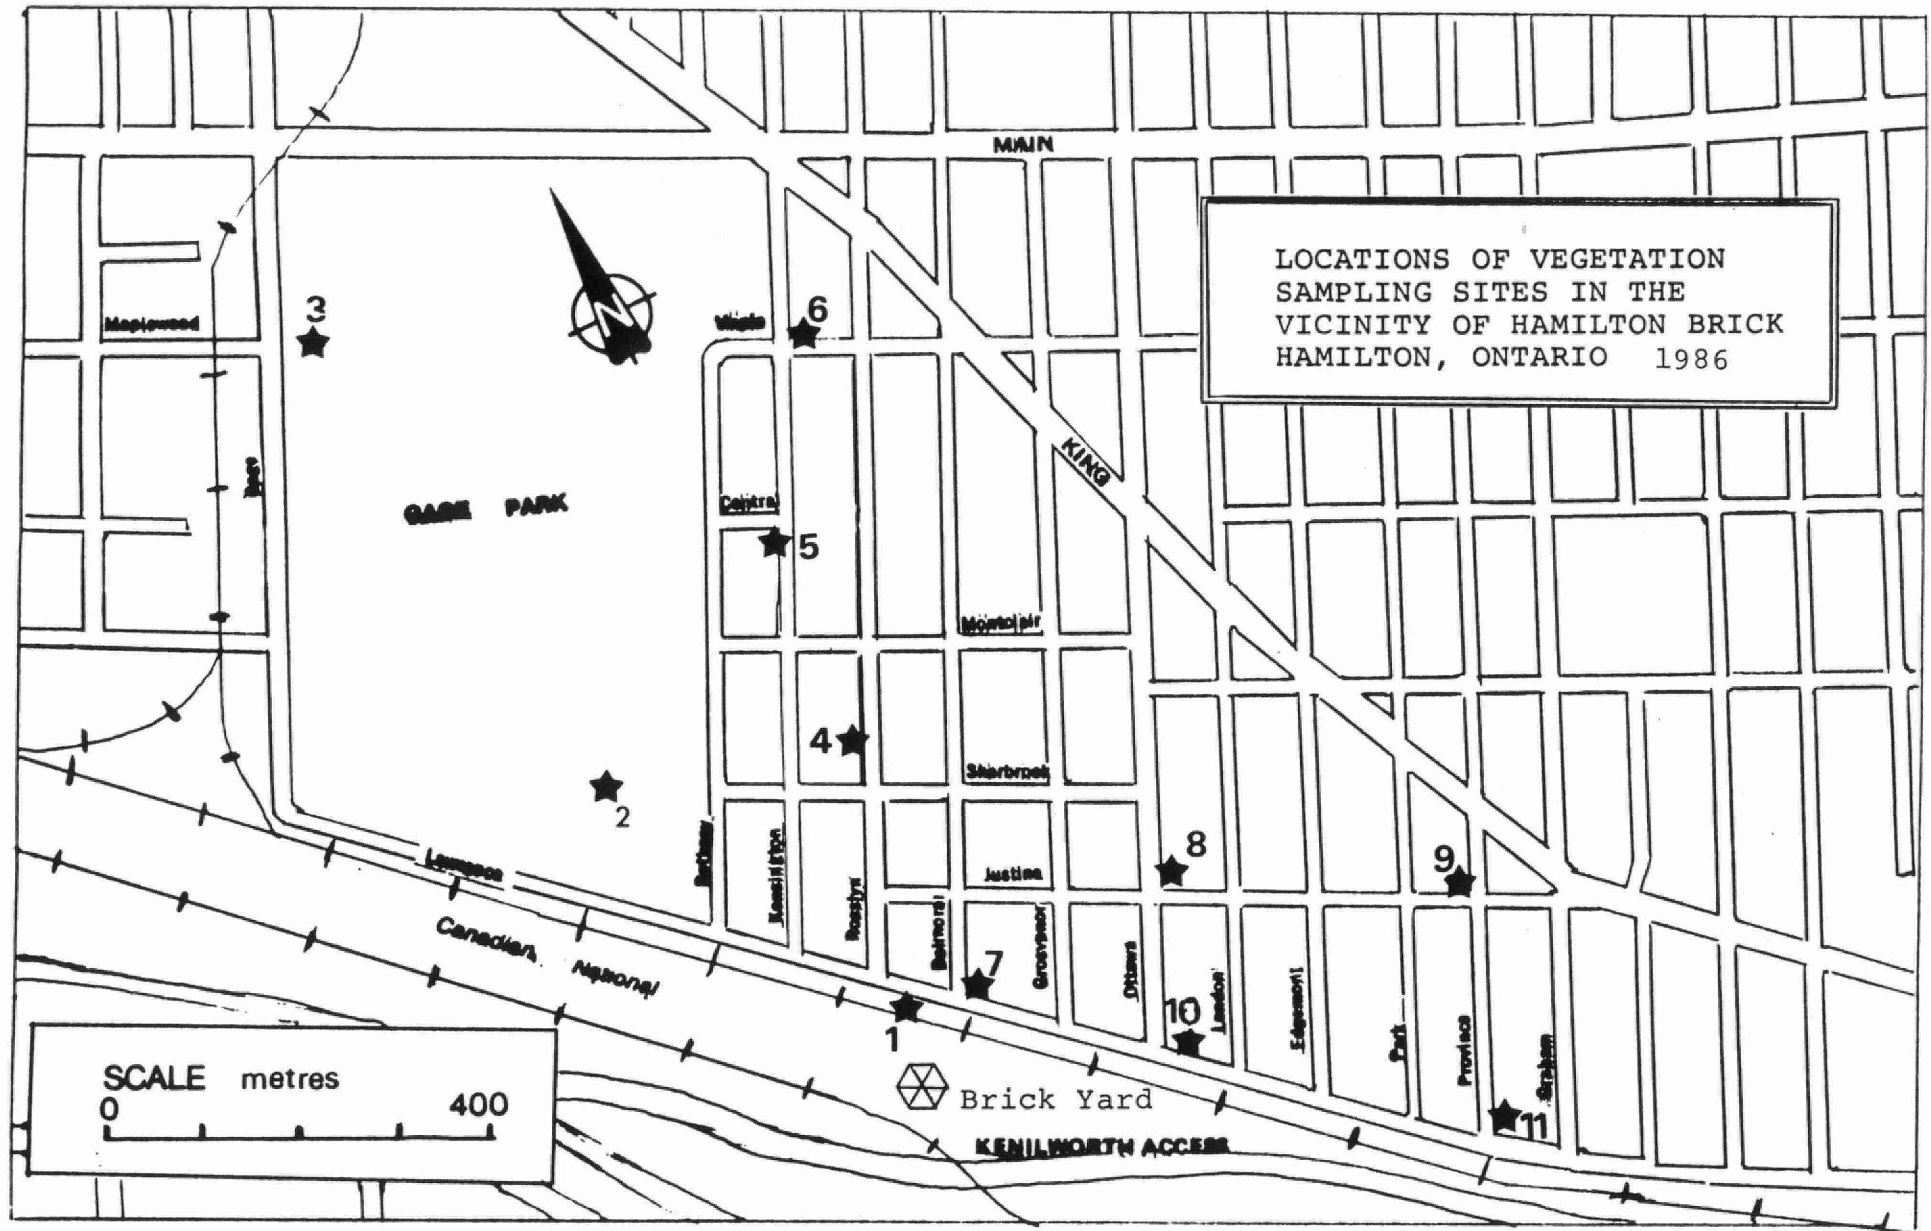 MAIN
LOCATIONS OF VEGETATION
SAMPLING SITES IN THE
VICINITY OF HAMILTON BRICK
HAMILTON, ONTARIO 1986
3
Maplewood
N
Maple
6
KING
GAGE PARK
Gage
Central
5
Montclair
4
Sherbrook
2
8
9
Lawrence
Justine
Kensington
Rosslyn
Belmore
Grosvenor
Ottawa
London
Edgemont
Park
Province
Graham
Canadian National
7
1
10
11
Brick Yard
KENILWORTH ACCESS
SCALE metres
0 400